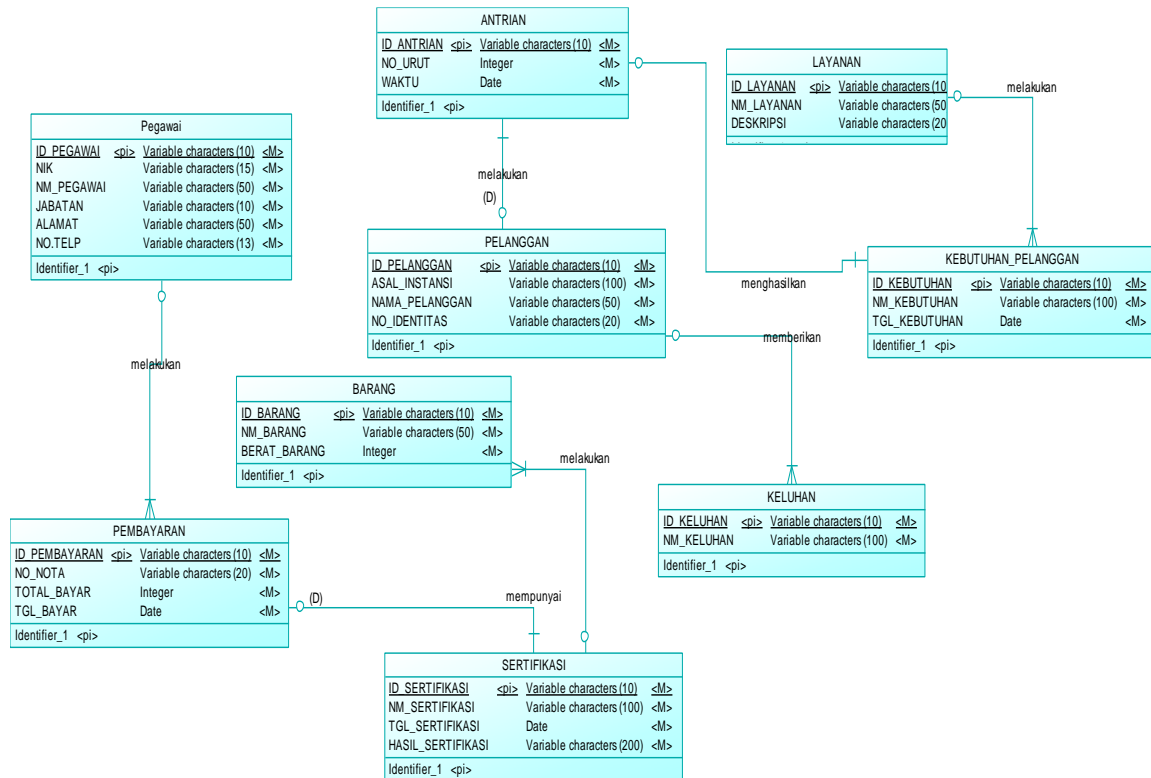 ANTRIAN
ID_ANTRIAN <pi> Variable characters (10) <M>
NO_URUT Integer <M>
WAKTU Date <M>
Identifier_1 <pi>
LAYANAN
ID_LAYANAN <pi> Variable characters (10
NM_LAYANAN Variable characters (50
DESKRIPSI Variable characters (20
melakukan
Pegawai
ID_PEGAWAI <pi> Variable characters (10) <M>
NIK Variable characters (15) <M>
NM_PEGAWAI Variable characters (50) <M>
JABATAN Variable characters (10) <M>
ALAMAT Variable characters (50) <M>
NO.TELP Variable characters (13) <M>
Identifier_1 <pi>
melakukan
(D)
PELANGGAN
ID_PELANGGAN <pi> Variable characters (10) <M>
ASAL_INSTANSI Variable characters (100) <M>
NAMA_PELANGGAN Variable characters (50) <M>
NO_IDENTITAS Variable characters (20) <M>
Identifier_1 <pi>
menghasilkan
KEBUTUHAN_PELANGGAN
ID_KEBUTUHAN <pi> Variable characters (10) <M>
NM_KEBUTUHAN Variable characters (100) <M>
TGL_KEBUTUHAN Date <M>
Identifier_1 <pi>
memberikan
melakukan
BARANG
ID_BARANG <pi> Variable characters (10) <M>
NM_BARANG Variable characters (50) <M>
BERAT_BARANG Integer <M>
Identifier_1 <pi>
melakukan
KELUHAN
ID_KELUHAN <pi> Variable characters (10) <M>
NM_KELUHAN Variable characters (100) <M>
Identifier_1 <pi>
PEMBAYARAN
ID_PEMBAYARAN <pi> Variable characters (10) <M>
NO_NOTA Variable characters (20) <M>
TOTAL_BAYAR Integer <M>
TGL_BAYAR Date <M>
Identifier_1 <pi>
(D)
mempunyai
SERTIFIKASI
ID_SERTIFIKASI <pi> Variable characters (10) <M>
NM_SERTIFIKASI Variable characters (100) <M>
TGL_SERTIFIKASI Date <M>
HASIL_SERTIFIKASI Variable characters (200) <M>
Identifier_1 <pi>